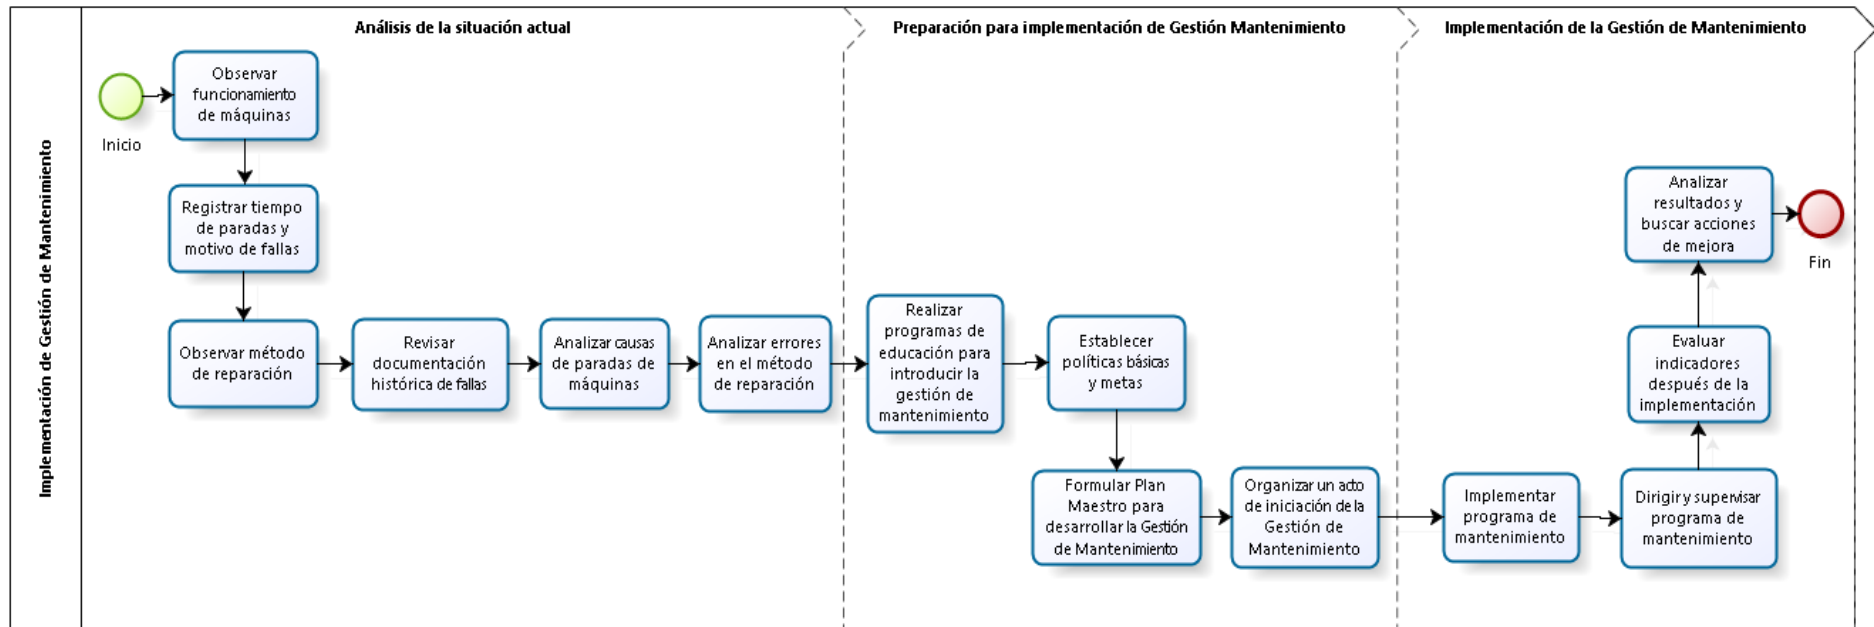 Implementación de Gestión de Mantenimiento
Análisis de la situación actual
Preparación para implementación de Gestión Mantenimiento
Implementación de la Gestión de Mantenimiento
Inicio
Observar
funcionamiento
de máquinas
Registrar tiempo
de paradas y
motivo de fallas
Observar método
de reparación
Revisar
documentación
histórica de fallas
Analizar causas
de paradas de
máquinas
Analizar errores
en el método
de reparación
Realizar
programas de
educación para
introducir la
gestión de
mantenimiento
Establecer
políticas básicas
y metas
Formular Plan
Maestro para
desarrollar la Gestión
de Mantenimiento
Organizar un acto
de iniciación de la
Gestión de
Mantenimiento
Implementar
programa de
mantenimiento
Dirigir y supervisar
programa de
mantenimiento
Evaluar
indicadores
después de la
implementación
Analizar
resultados y
buscar acciones
de mejora
Fin